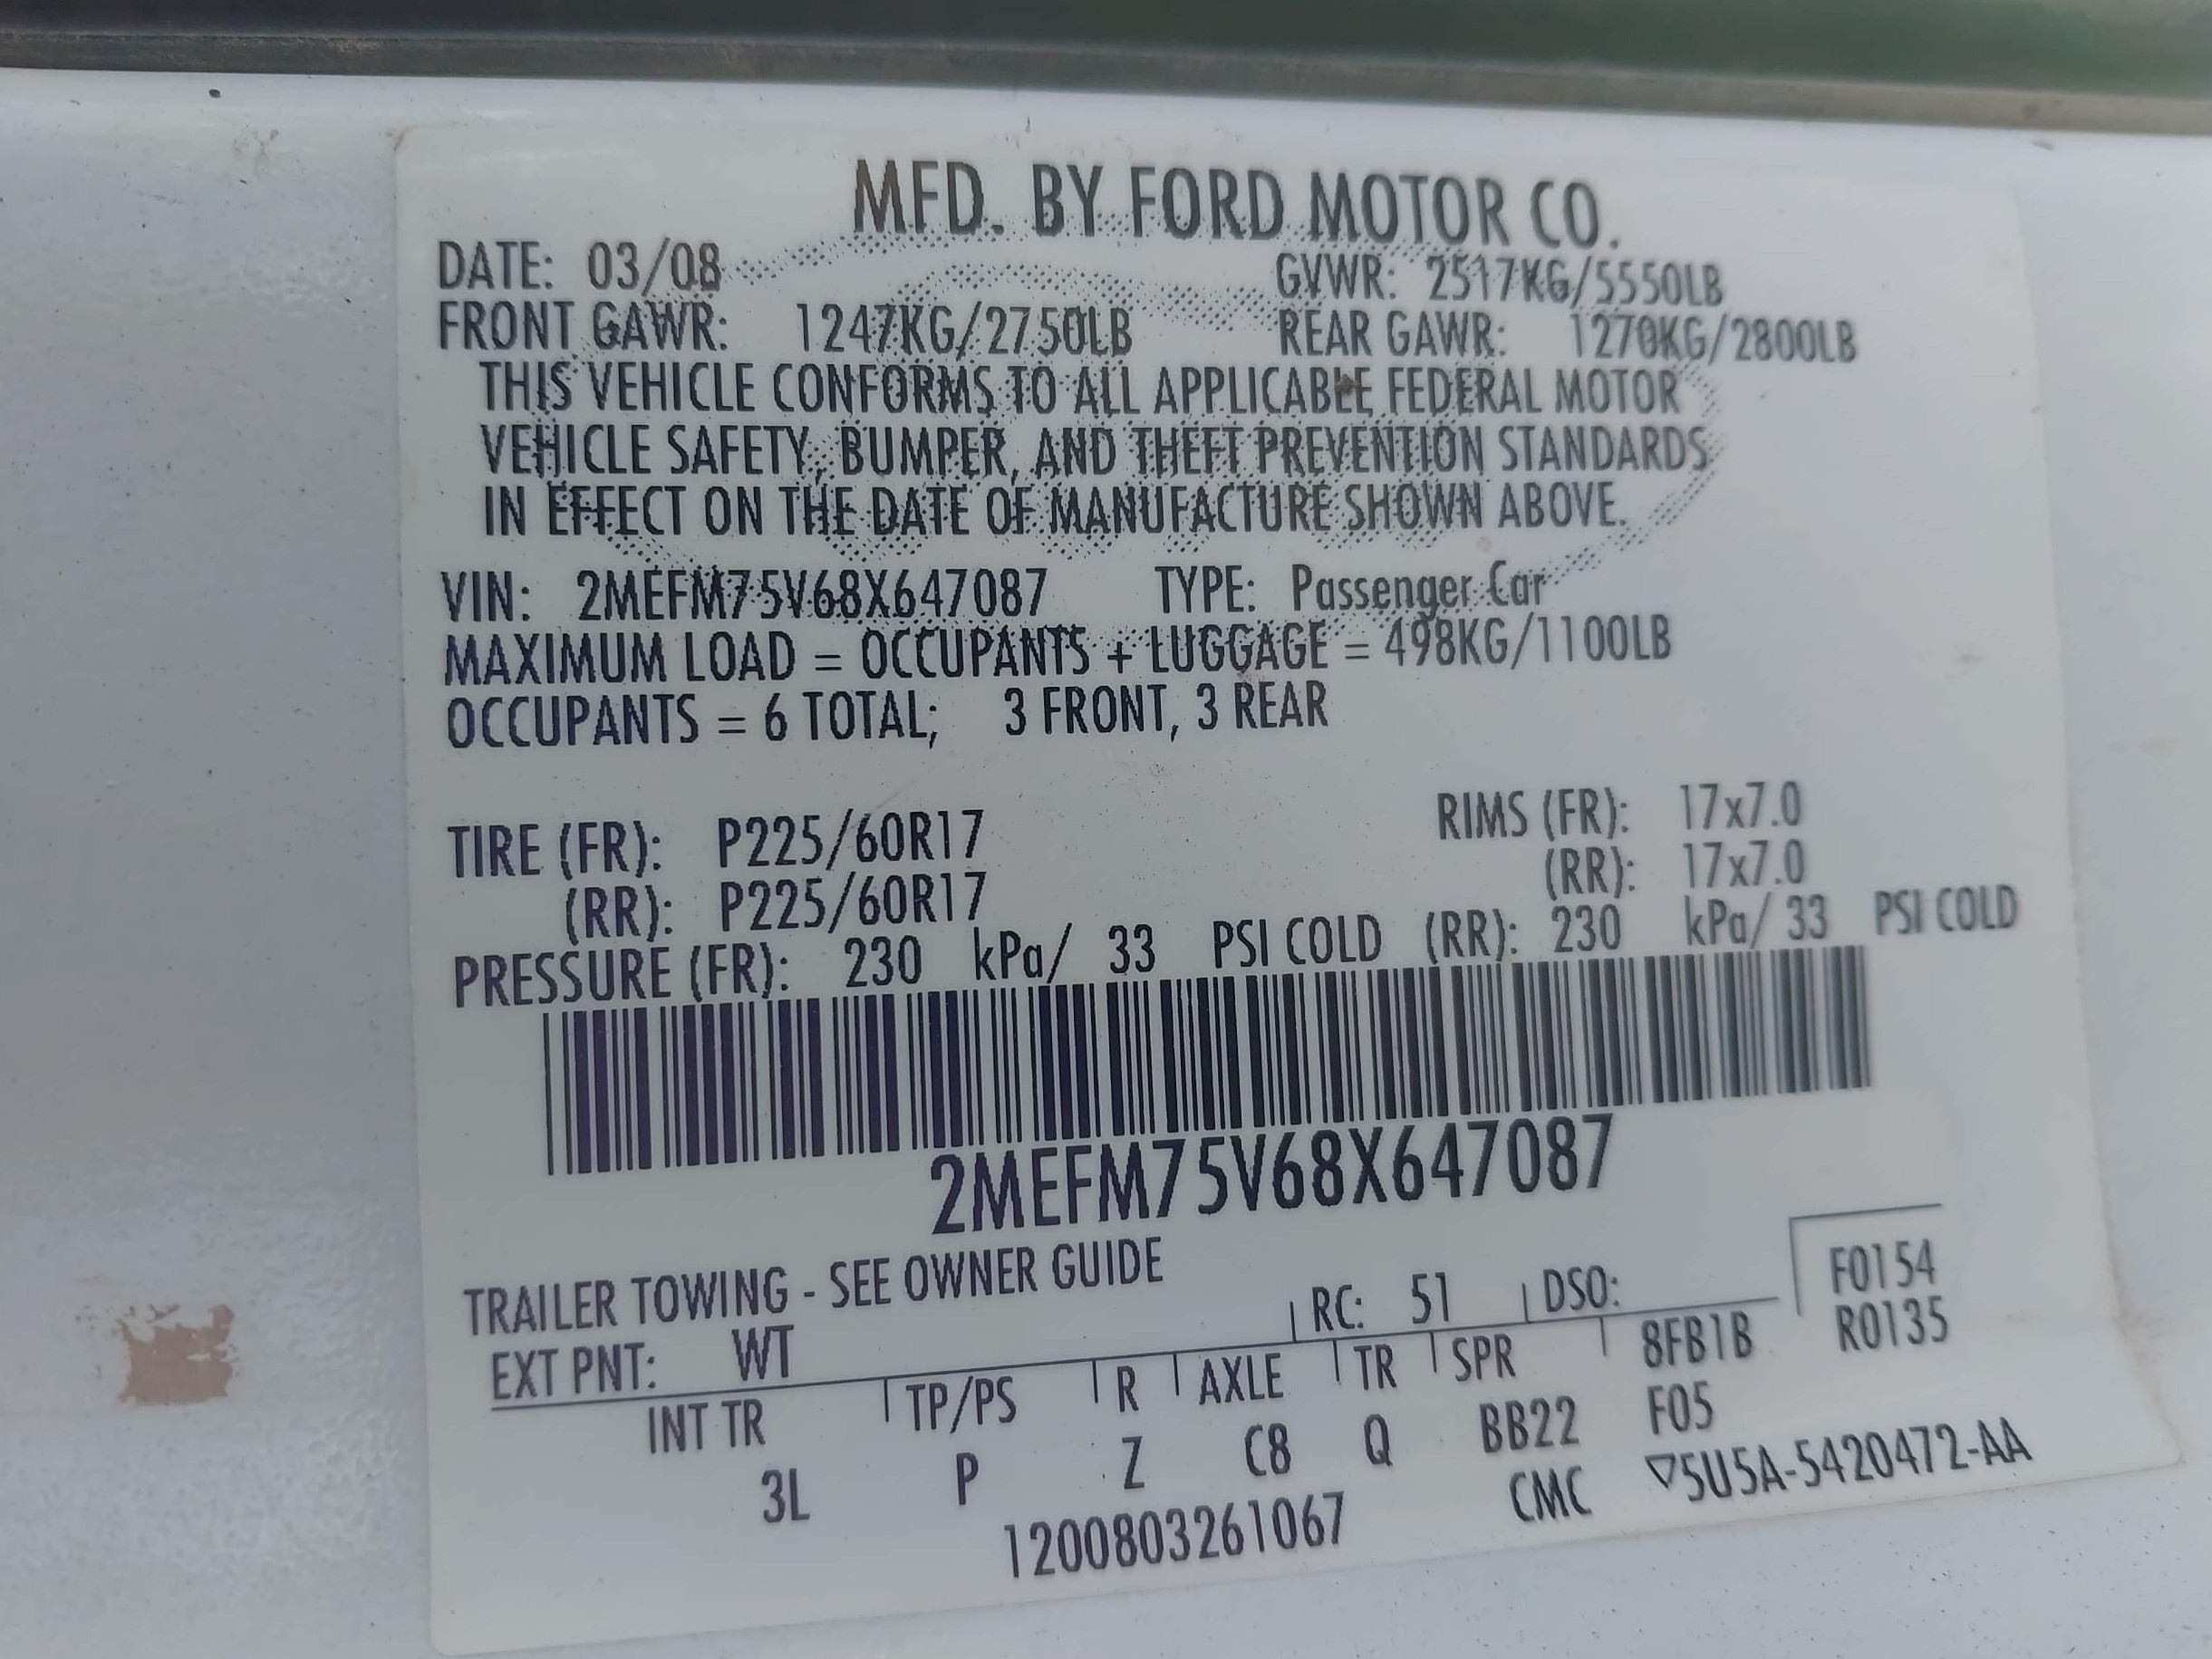 MFD. BY FORD MOTOR CO.
DATE: 03/08 GVWR: 2517KG/5550LB
FRONT GAWR: 1247KG/2750LB REAR GAWR: 1270KG/2800LB
THIS VEHICLE CONFORMS TO ALL APPLICABLE FEDERAL MOTOR
VEHICLE SAFETY, BUMPER, AND THEFT PREVENTION STANDARDS
IN EFFECT ON THE DATE OF MANUFACTURE SHOWN ABOVE.
VIN: 2MEFM75V68X647087 TYPE: Passenger Car
MAXIMUM LOAD = OCCUPANTS + LUGGAGE = 498KG/1100LB
OCCUPANTS = 6 TOTAL; 3 FRONT, 3 REAR
TIRE (FR): P225/60R17 RIMS (FR): 17x7.0
(RR): P225/60R17 (RR): 17x7.0
PRESSURE (FR): 230 kPa/ 33 PSI COLD (RR): 230 kPa/ 33 PSI COLD
2MEFM75V68X647087
TRAILER TOWING - SEE OWNER GUIDE
F0154
EXT PNT: WT RC: 51 DSO: R0135
INT TR TP/PS R AXLE TR SPR 8FB1B
3L P Z C8 Q BB22 F05
1200803261067 CMC ▽5U5A-5420472-AA